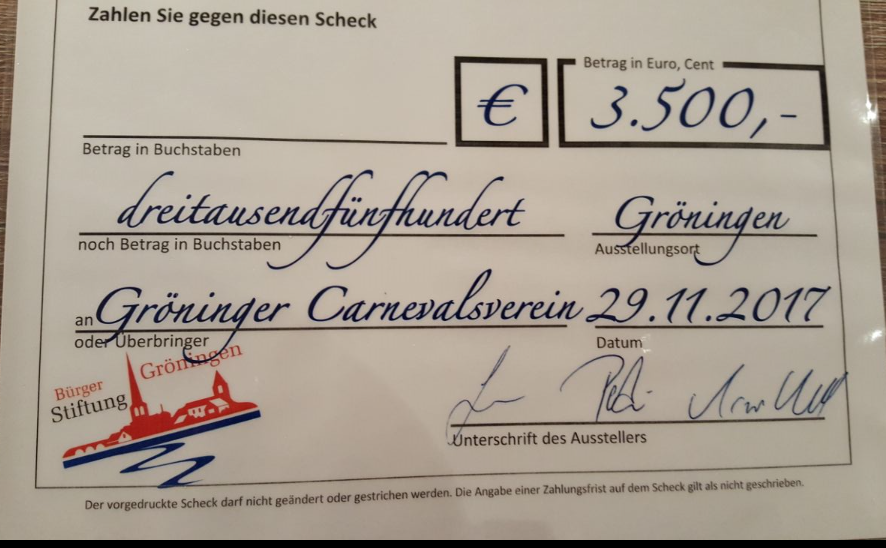 Zahlen Sie gegen diesen Scheck
Betrag in Euro, Cent
€ 3.500,-
Betrag in Buchstaben
dreitausendfünfhundert Gröningen
noch Betrag in Buchstaben Ausstellungsort
an Gröninger Carnevalsverein 29.11.2017
oder Überbringer Datum
Bürger Gröningen
Stiftung
Unterschrift des Ausstellers
Der vorgedruckte Scheck darf nicht geändert oder gestrichen werden. Die Angabe einer Zahlungsfrist auf dem Scheck gilt als nicht geschrieben.